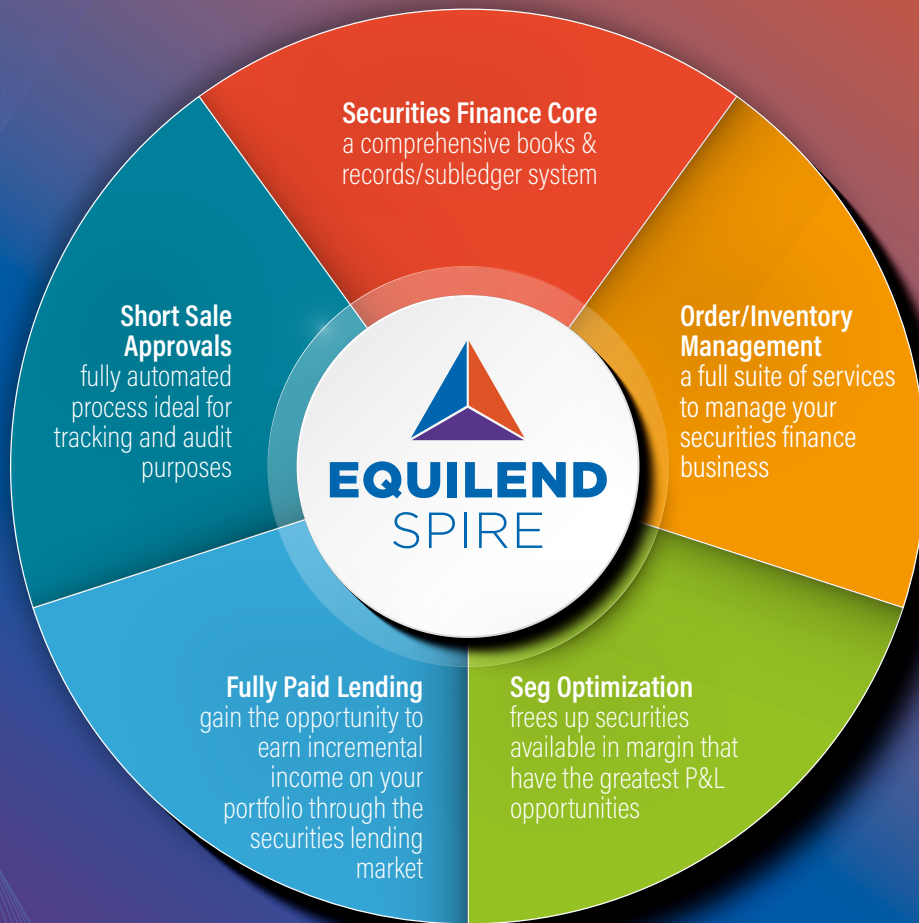 Securities Finance Core
a comprehensive books &
records/subledger system
Order/Inventory
Management
a full suite of services
to manage your
securities finance
business
Seg Optimization
frees up securities
available in margin that
have the greatest P&L
opportunities
Fully Paid Lending
gain the opportunity to
earn incremental
income on your
portfolio through the
securities lending
market
Short Sale
Approvals
fully automated
process ideal for
tracking and audit
purposes
EQUILEND
SPIRE